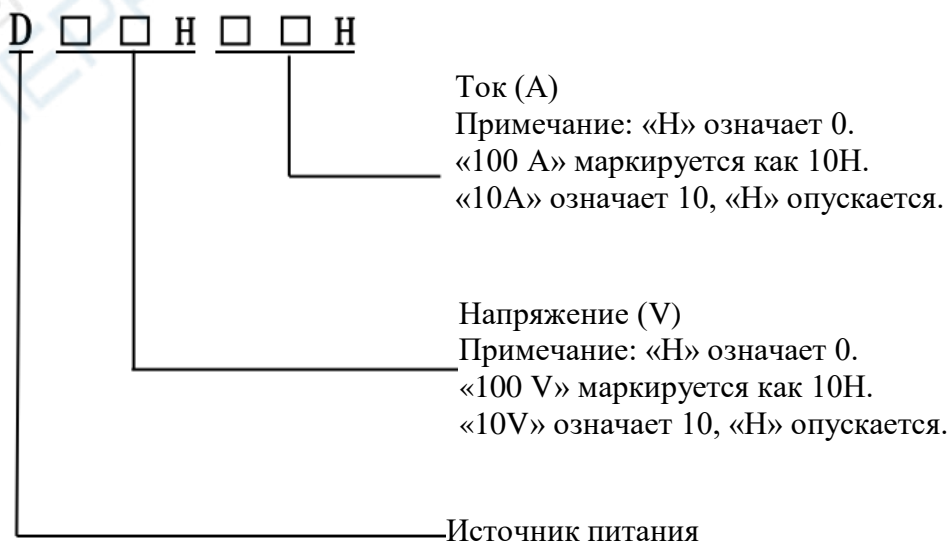 D □ □ H □ □ H
Ток (А)
Примечание: «Н» означает 0.
«100 А» маркируется как 10Н.
«10А» означает 10, «Н» опускается.
Напряжение (V)
Примечание: «Н» означает 0.
«100 V» маркируется как 10Н.
«10V» означает 10, «Н» опускается.
Источник питания